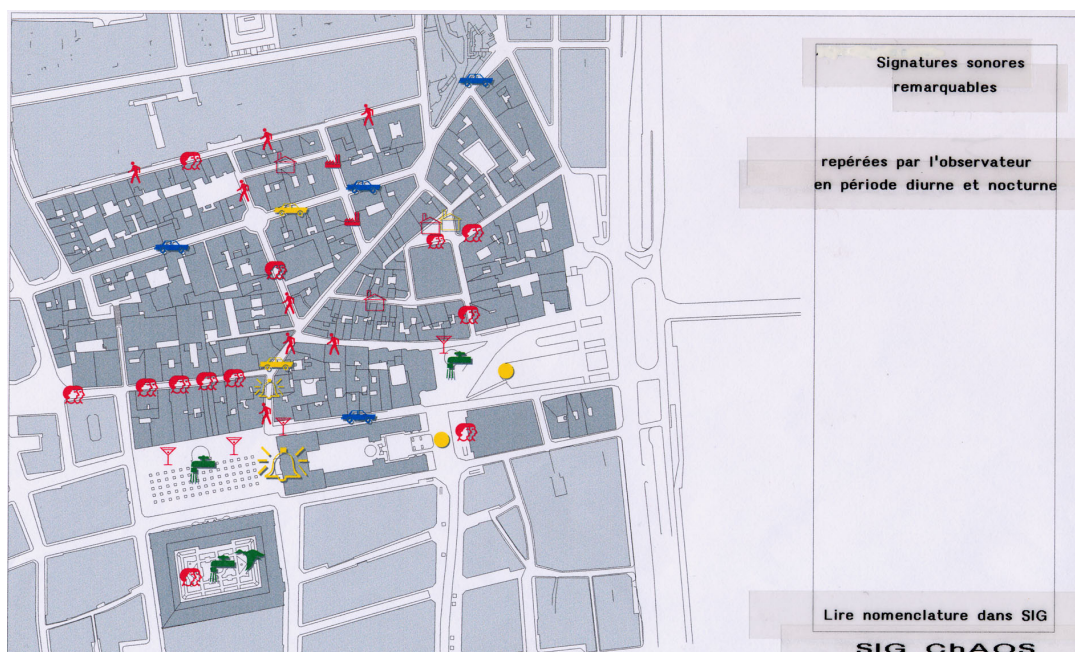 Signatures sonores
remarquables
repérées par l'observateur
en période diurne et nocturne
Lire nomenclature dans SIG
SIG ChAOS